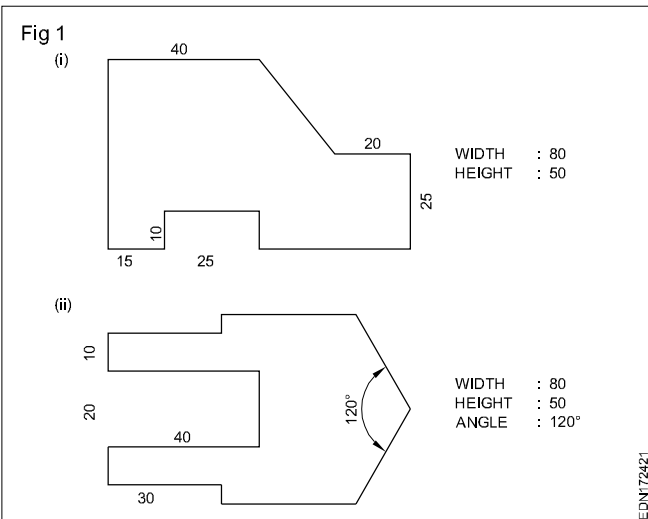 Fig 1
(i)
40
20
WIDTH : 80
HEIGHT : 50
25
10
15
25
(ii)
10
20
40
30
120°
WIDTH : 80
HEIGHT : 50
ANGLE : 120°
EDN172421